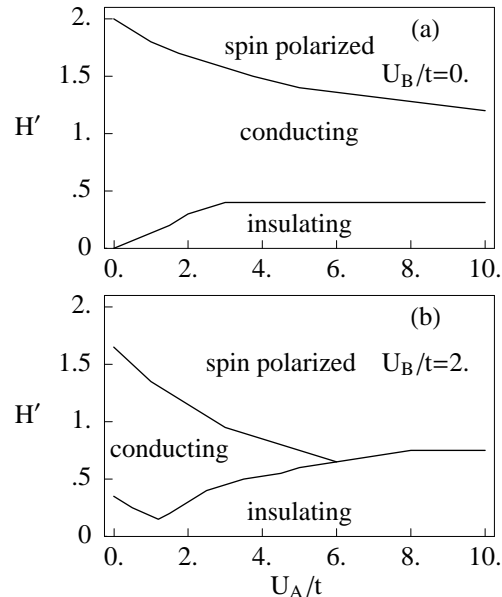 2.
spin polarized
(a)
1.5
U_B/t=0.
H′
1.
conducting
.5
insulating
0
0.
2.
4.
6.
8.
10.
2.
(b)
1.5
spin polarized
U_B/t=2.
H′
1.
conducting
.5
insulating
0
0.
2.
4.
6.
8.
10.
U_A/t